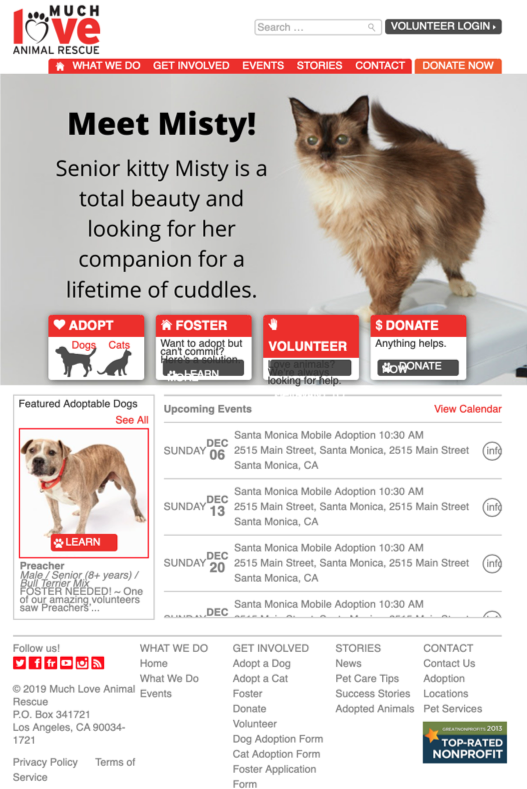 MUCH
love
ANIMAL RESCUE
Search ...
VOLUNTEER LOGIN
WHAT WE DO GET INVOLVED EVENTS STORIES CONTACT DONATE NOW
Meet Misty!
Senior kitty Misty is a
total beauty and
looking for her
companion for a
lifetime of cuddles.
ADOPT
Dogs Cats
FOSTER
Want to adopt but
can't commit?
Here's a solution
LEARN
MORE
VOLUNTEER
Love animals?
We're always
looking for help.
$ DONATE
Anything helps.
DONATE
NOW
Featured Adoptable Dogs
See All
LEARN
Preacher
Male / Senior (8+ years) /
Bull Terrier Mix
FOSTER NEEDED! ~ One
of our amazing volunteers
saw Preachers'...
Upcoming Events View Calendar
SUNDAY DEC 06
Santa Monica Mobile Adoption 10:30 AM
2515 Main Street, Santa Monica, 2515 Main Street
Santa Monica, CA
info
SUNDAY DEC 13
Santa Monica Mobile Adoption 10:30 AM
2515 Main Street, Santa Monica, 2515 Main Street
Santa Monica, CA
info
SUNDAY DEC 20
Santa Monica Mobile Adoption 10:30 AM
2515 Main Street, Santa Monica, 2515 Main Street
Santa Monica, CA
info
SUNDAY DEC
Santa Monica Mobile Adoption 10:30 AM
2515 Main Street, Santa Monica, 2515 Main Street
Follow us!
© 2019 Much Love Animal
Rescue
P.O. Box 341721
Los Angeles, CA 90034-
1721
Privacy Policy Terms of
Service
WHAT WE DO
Home
What We Do
Events
GET INVOLVED
Adopt a Dog
Adopt a Cat
Foster
Donate
Volunteer
Dog Adoption Form
Cat Adoption Form
Foster Application
Form
STORIES
News
Pet Care Tips
Success Stories
Adopted Animals
CONTACT
Contact Us
Adoption
Locations
Pet Services
GREATNONPROFITS 2013
TOP-RATED
NONPROFIT